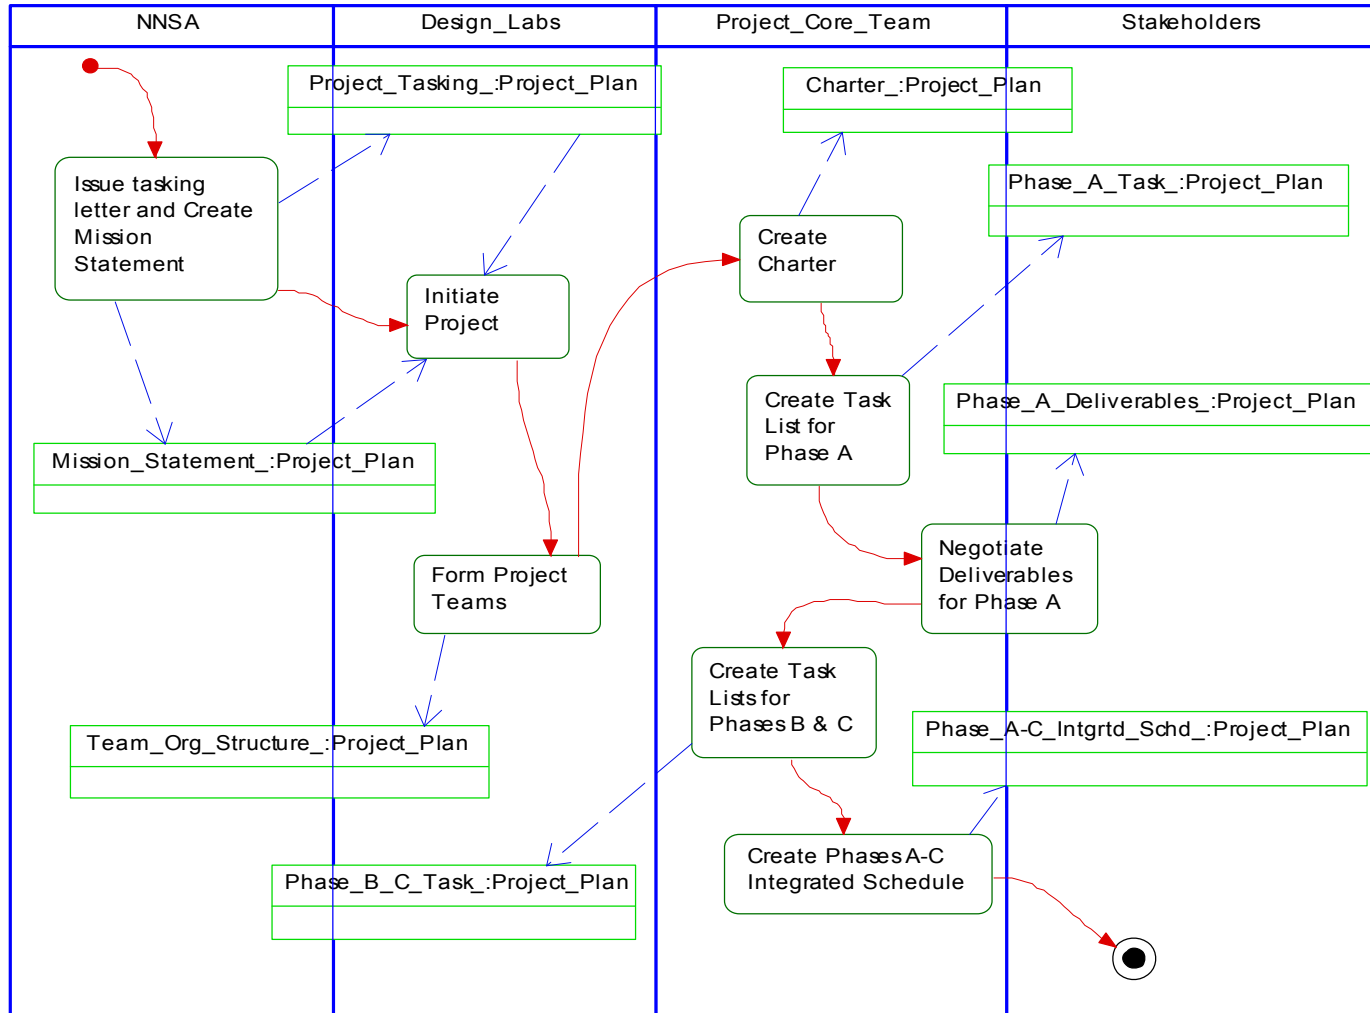 NNSA
Design_Labs
Project_Core_Team
Stakeholders
Project_Tasking_:Project_Plan
Charter_:Project_Plan
Issue tasking
letter and Create
Mission
Statement
Phase_A_Task_:Project_Plan
Create
Charter
Initiate
Project
Create Task
List for
Phase A
Phase_A_Deliverables_:Project_Plan
Mission_Statement_:Project_Plan
Negotiate
Deliverables
for Phase A
Form Project
Teams
Create Task
Lists for
Phases B & C
Team_Org_Structure_:Project_Plan
Phase_A-C_Intgrtd_Schd_:Project_Plan
Create Phases A-C
Integrated Schedule
Phase_B_C_Task_:Project_Plan